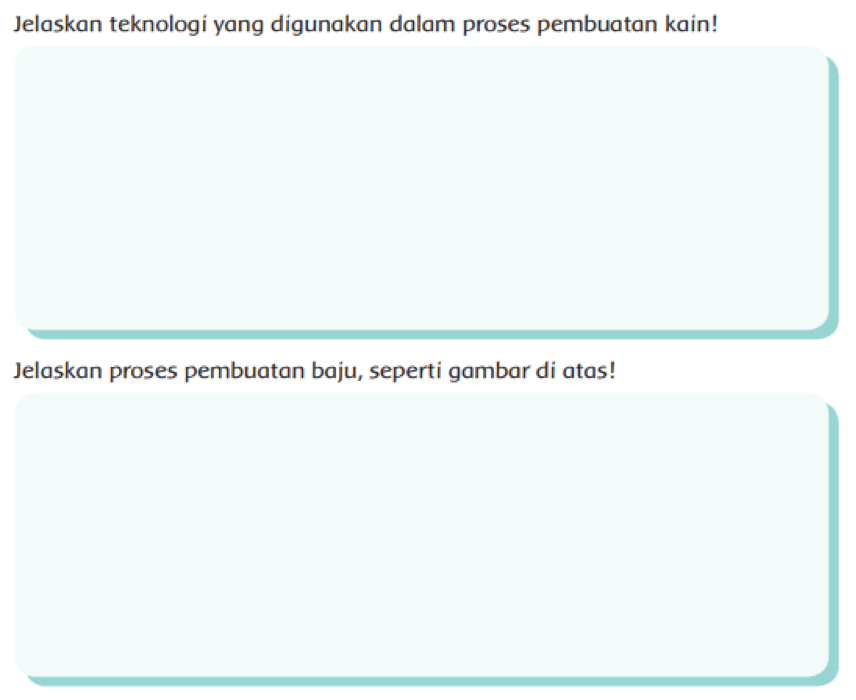 Jelaskan teknologi yang digunakan dalam proses pembuatan kain!
Jelaskan proses pembuatan baju, seperti gambar di atas!